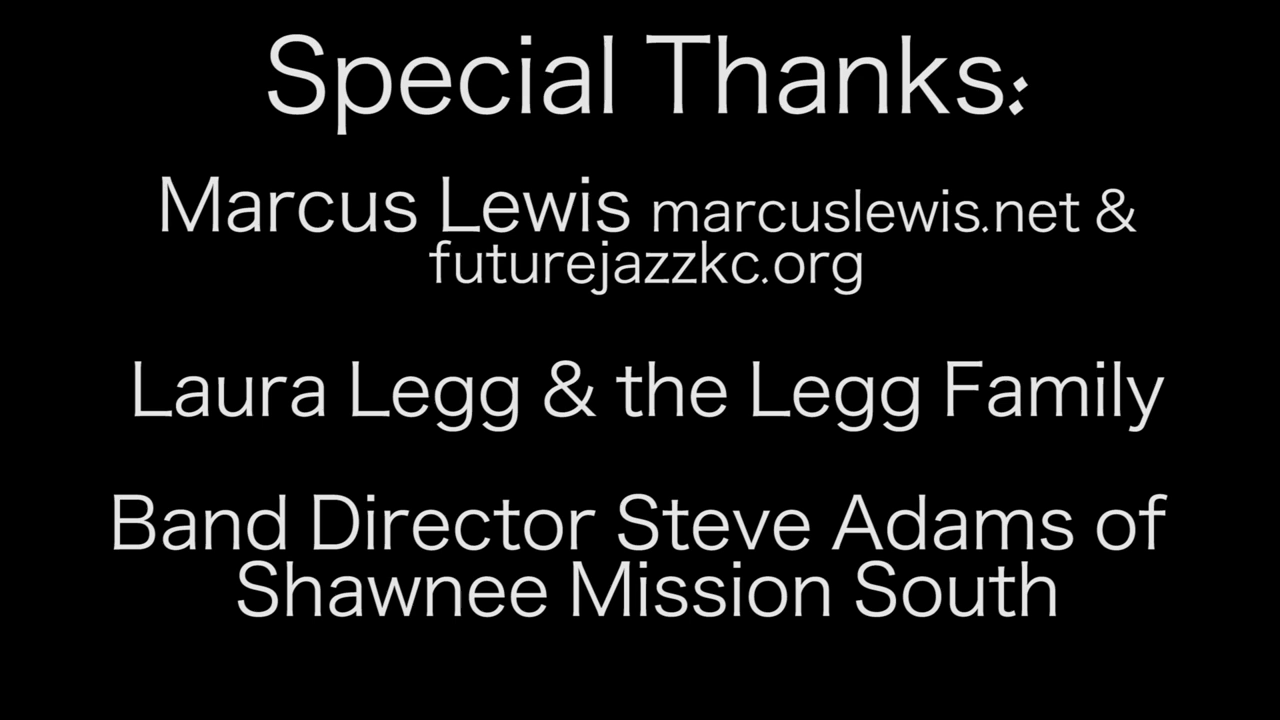 Special Thanks:
Marcus Lewis marcuslewis.net &
futurejazzkc.org
Laura Legg & the Legg Family
Band Director Steve Adams of
Shawnee Mission South